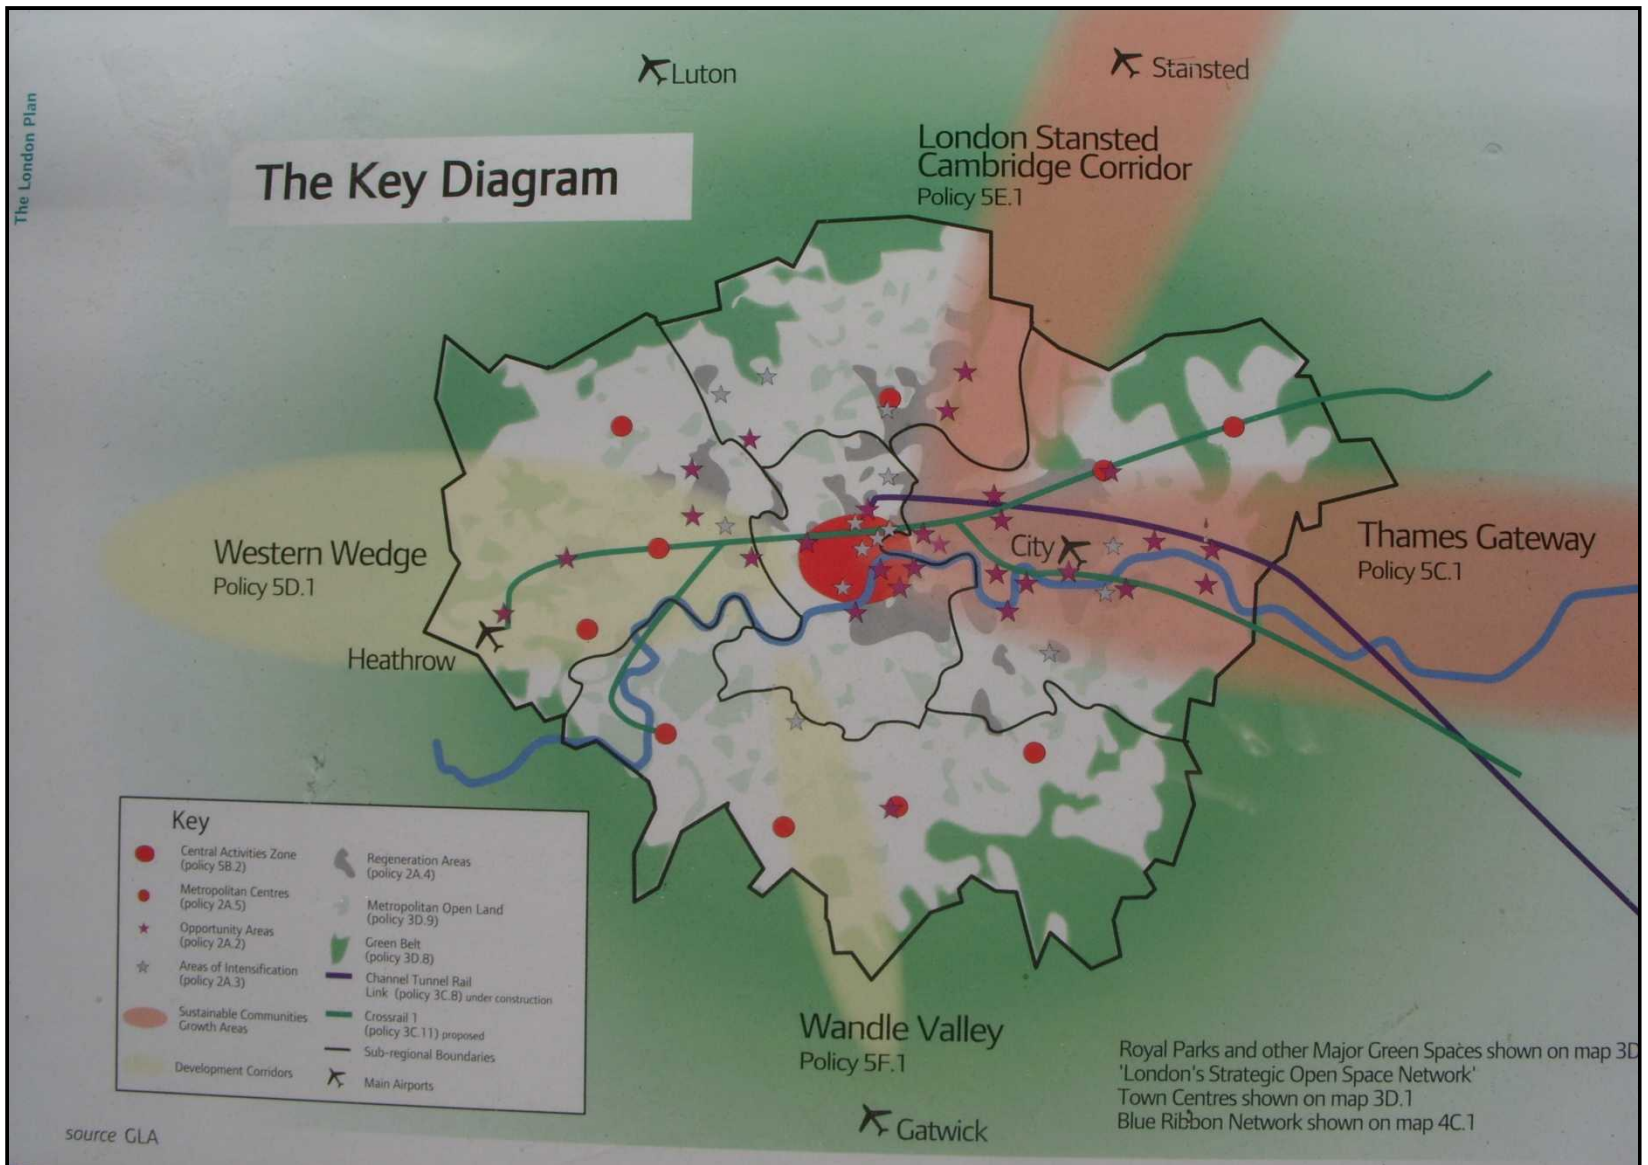 The London Plan
Luton
Stansted
The Key Diagram
London Stansted
Cambridge Corridor
Policy 5E.1
Western Wedge
Policy 5D.1
City
Thames Gateway
Policy 5C.1
Heathrow
Key
Central Activities Zone
(policy 5B.2)
Metropolitan Centres
(policy 2A.5)
Opportunity Areas
(policy 2A.2)
Areas of Intensification
(policy 2A.3)
Sustainable Communities
Growth Areas
Development Corridors
Regeneration Areas
(policy 2A.4)
Metropolitan Open Land
(policy 3D.9)
Green Belt
(policy 3D.8)
Channel Tunnel Rail
Link (policy 3C.8) under construction
Crossrail 1
(policy 3C.11) proposed
Sub-regional Boundaries
Main Airports
Wandle Valley
Policy 5F.1
Gatwick
Royal Parks and other Major Green Spaces shown on map 3D
'London's Strategic Open Space Network'
Town Centres shown on map 3D.1
Blue Ribbon Network shown on map 4C.1
source GLA